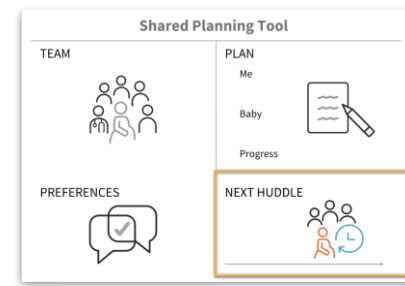 Shared Planning Tool
TEAM
PLAN
Me
Baby
Progress
PREFERENCES
NEXT HUDDLE